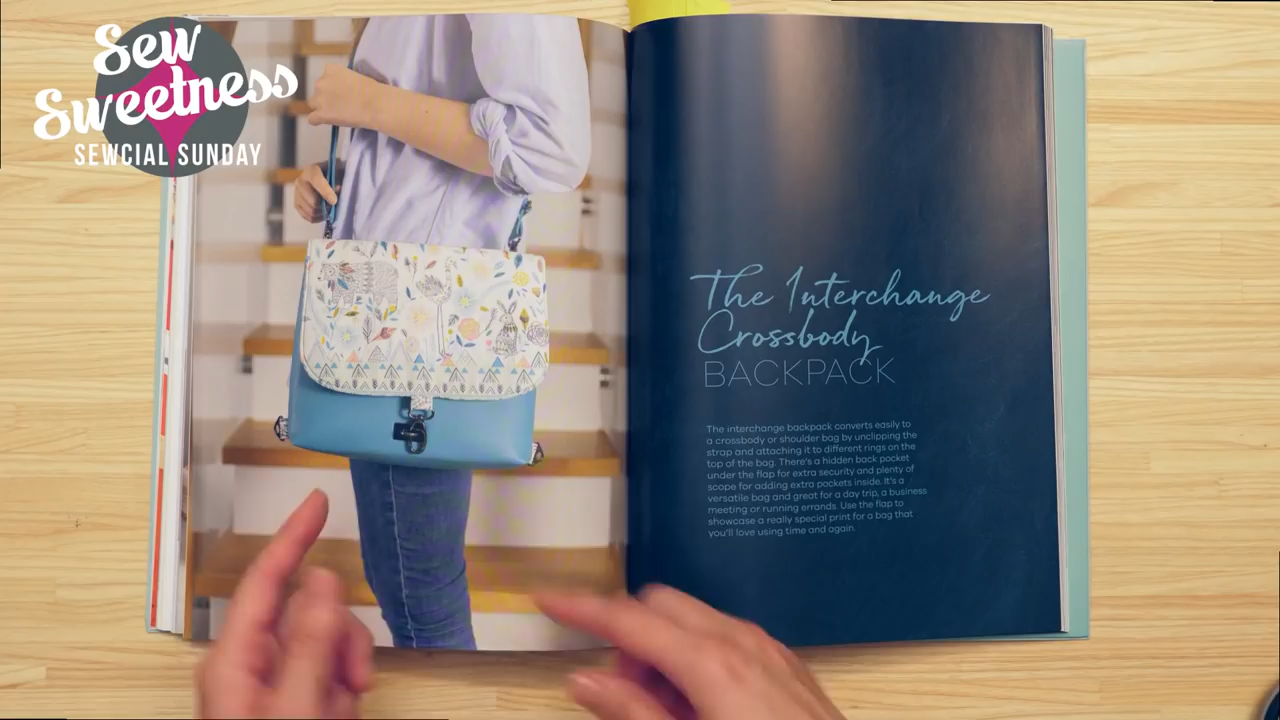 Sew
Sweetness
SEWCIAL SUNDAY
The Interchange
Crossbody
BACKPACK
The interchange backpack converts easily to
a crossbody or shoulder bag by unclipping the
strap and attaching it to different rings on the
top of the bag. There's a hidden back pocket
under the flap for extra security and plenty of
scope for adding extra pockets inside. It's a
versatile bag and great for a day trip, a business
meeting or running errands. Use the flap to
showcase a really special print for a bag that
you'll love using time and again.